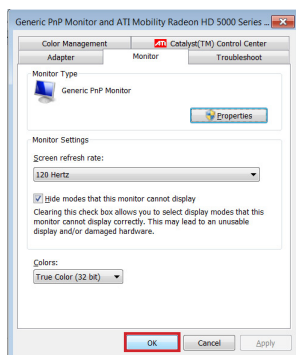 Generic PnP Monitor and ATI Mobility Radeon HD 5000 Series ...
Color Management
ATI Catalyst(TM) Control Center
Adapter
Monitor
Troubleshoot
Monitor Type
Generic PnP Monitor
Properties
Monitor Settings
Screen refresh rate:
120 Hertz
Hide modes that this monitor cannot display
Clearing this check box allows you to select display modes that this
monitor cannot display correctly. This may lead to an unusable
display and/or damaged hardware.
Colors:
True Color (32 bit)
OK
Cancel
Apply